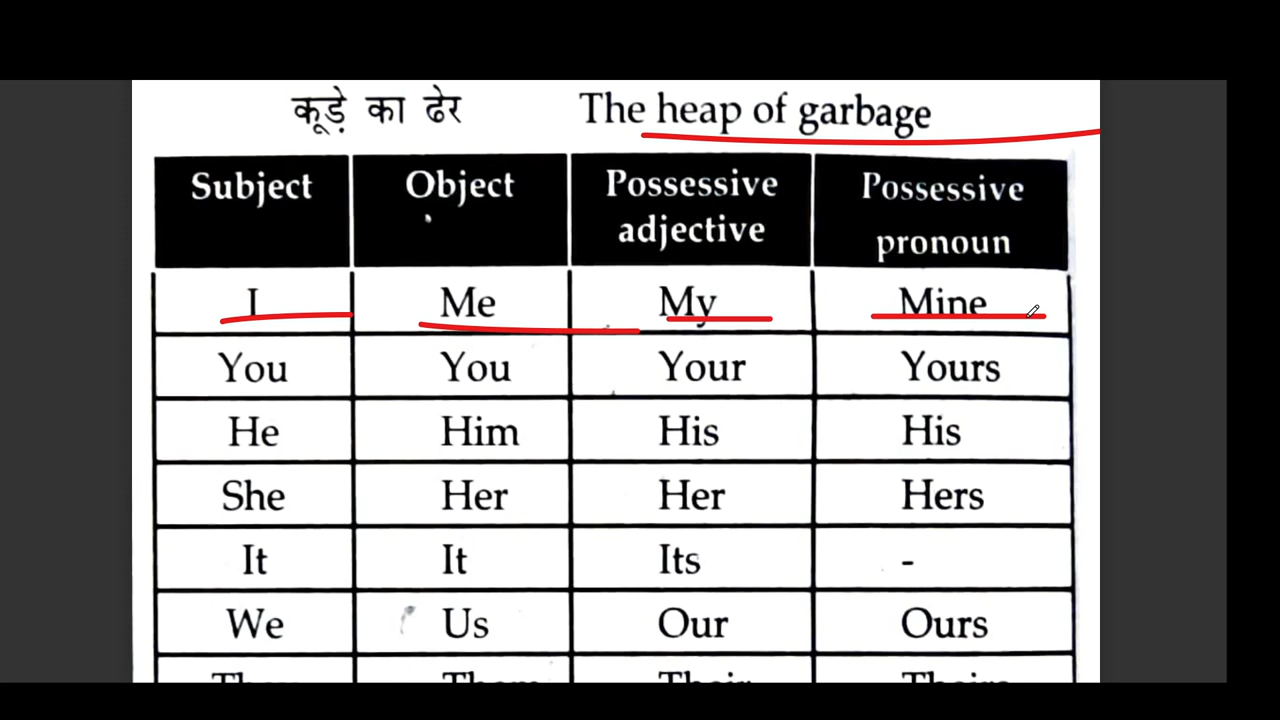 कूड़े का ढेर The heap of garbage
Subject Object Possessive adjective Possessive pronoun
I Me My Mine
You You Your Yours
He Him His His
She Her Her Hers
It It Its -
We Us Our Ours